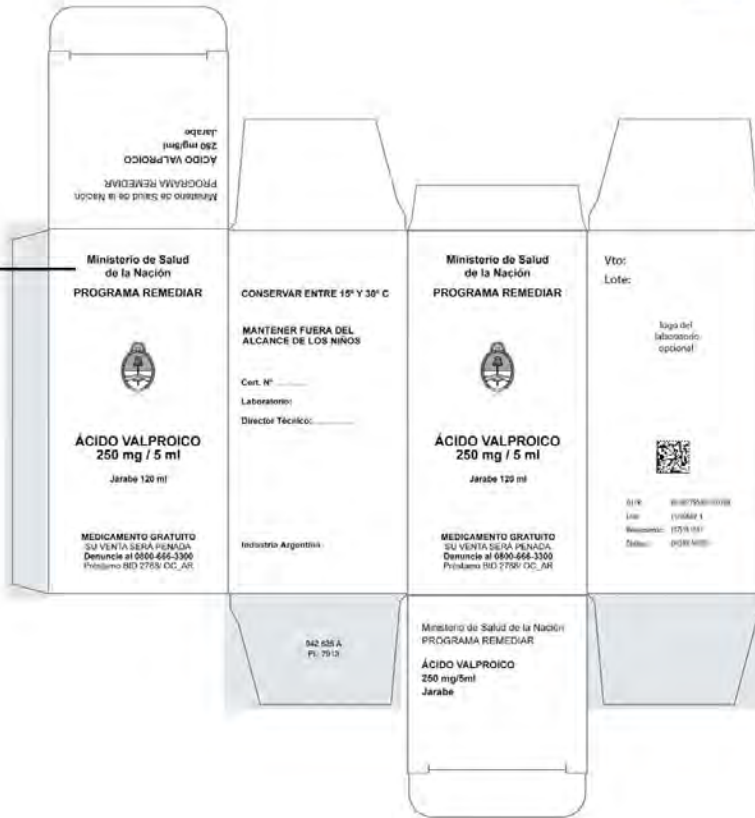 Ministerio de Salud de la Nación
PROGRAMA REMEDIAR
ÁCIDO VALPROICO
250 mg/5ml
Jarabe
Ministerio de Salud
de la Nación
PROGRAMA REMEDIAR
ÁCIDO VALPROICO
250 mg / 5 ml
Jarabe 120 ml
MEDICAMENTO GRATUITO
SU VENTA SERÁ PENADA
Denuncie al 0800-666-3300
Préstamo BID 2788/ OC_AR
CONSERVAR ENTRE 15º Y 30º C
MANTENER FUERA DEL
ALCANCE DE LOS NIÑOS
Cert. Nº
Laboratorio:
Director Técnico:
Industria Argentina
Ministerio de Salud
de la Nación
PROGRAMA REMEDIAR
ÁCIDO VALPROICO
250 mg / 5 ml
Jarabe 120 ml
MEDICAMENTO GRATUITO
SU VENTA SERÁ PENADA
Denuncie al 0800-666-3300
Préstamo BID 2788/ OC_AR
Vto:
Lote:
logo del
laboratorio
opcional
Lote
Ministerio de Salud de la Nación
PROGRAMA REMEDIAR
ÁCIDO VALPROICO
250 mg/5ml
Jarabe